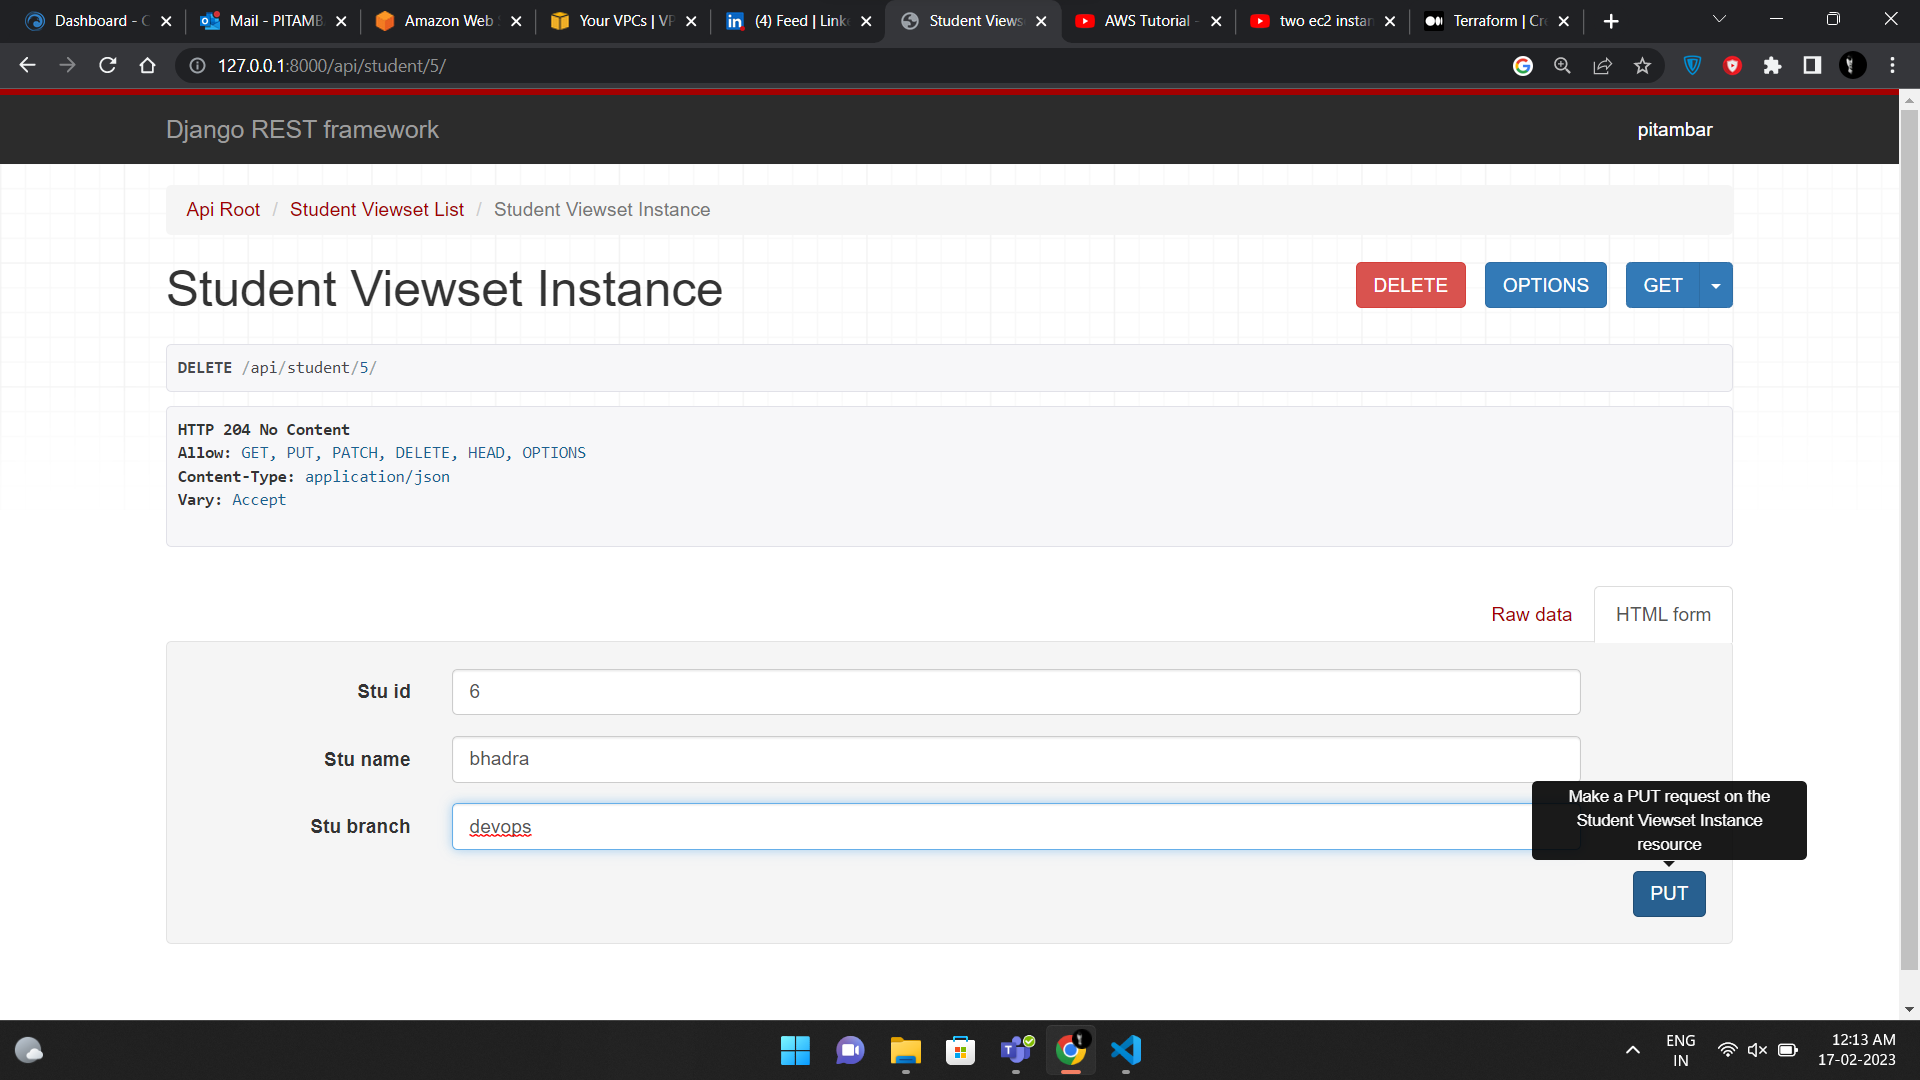 Dashboard - C
Mail - PITAMB
Amazon Web S
Your VPCs | VP
(4) Feed | Linke
Student Views
AWS Tutorial -
two ec2 instan
Terraform | Cr
127.0.0.1:8000/api/student/5/
Django REST framework
pitambar
Api Root / Student Viewset List / Student Viewset Instance
Student Viewset Instance
DELETE
OPTIONS
GET
DELETE /api/student/5/
HTTP 204 No Content
Allow: GET, PUT, PATCH, DELETE, HEAD, OPTIONS
Content-Type: application/json
Vary: Accept
Raw data
HTML form
Stu id
6
Stu name
bhadra
Stu branch
devops
Make a PUT request on the
Student Viewset Instance
resource
PUT
ENG
IN
12:13 AM
17-02-2023